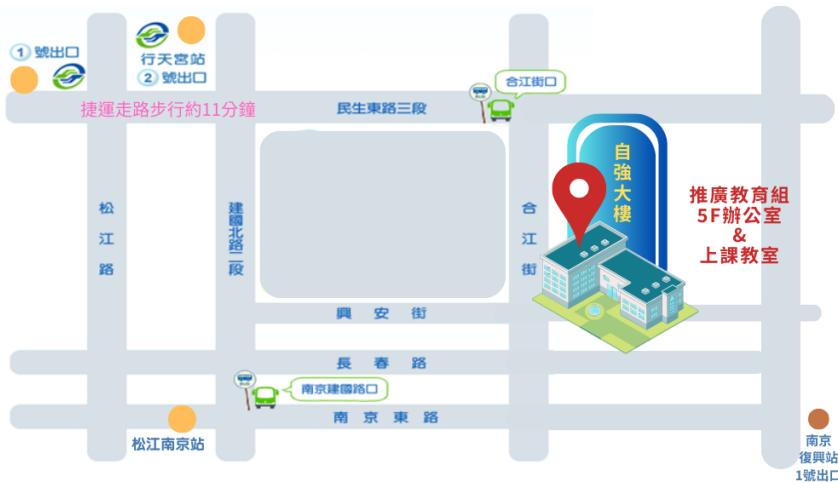 1 號出口
行天宮站
2 號出口
合江街口
捷運走路步行約11分鐘
民生東路三段
自強大樓
推廣教育組
5F辦公室
&
上課教室
松江路
建國北路二段
合江街
興安街
長春路
南京建國路口
南京東路
松江南京站
南京
復興站
1號出口